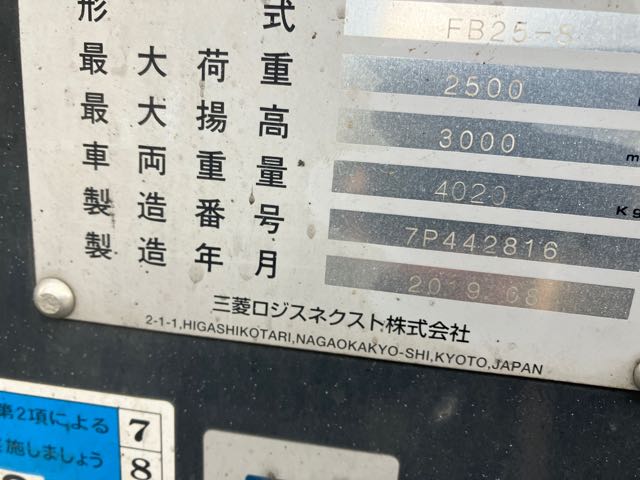 形式 FB25-8
最大荷重 2500
最大揚高 3000 m
車両重量 4020 Kg
製造番号 7P442816
製造年月 2019.08
三菱ロジスネクスト株式会社
2-1-1,HIGASHIKOTARI,NAGAOKAKYO-SHI,KYOTO,JAPAN
第2項による 7
施しましょう 8